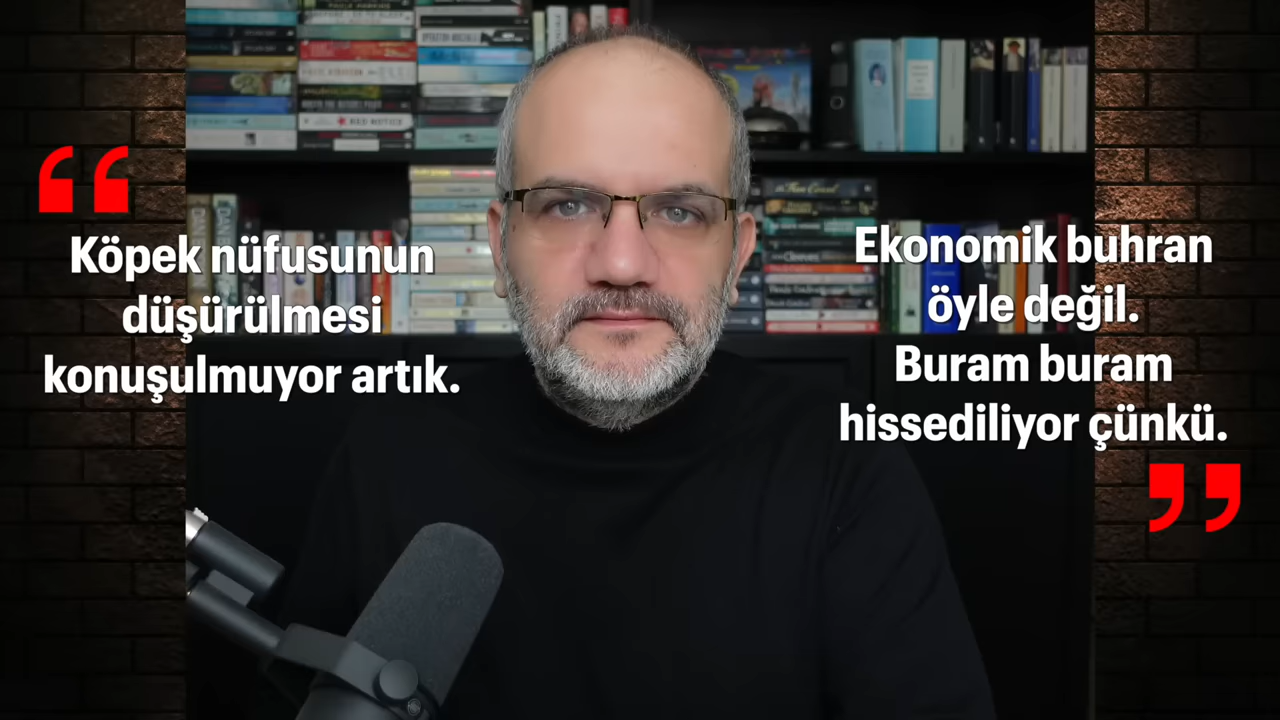 “
Köpek nüfusunun
düşürülmesi
konuşulmuyor artık.
Ekonomik buhran
öyle değil.
Buram buram
hissediliyor çünkü.
”